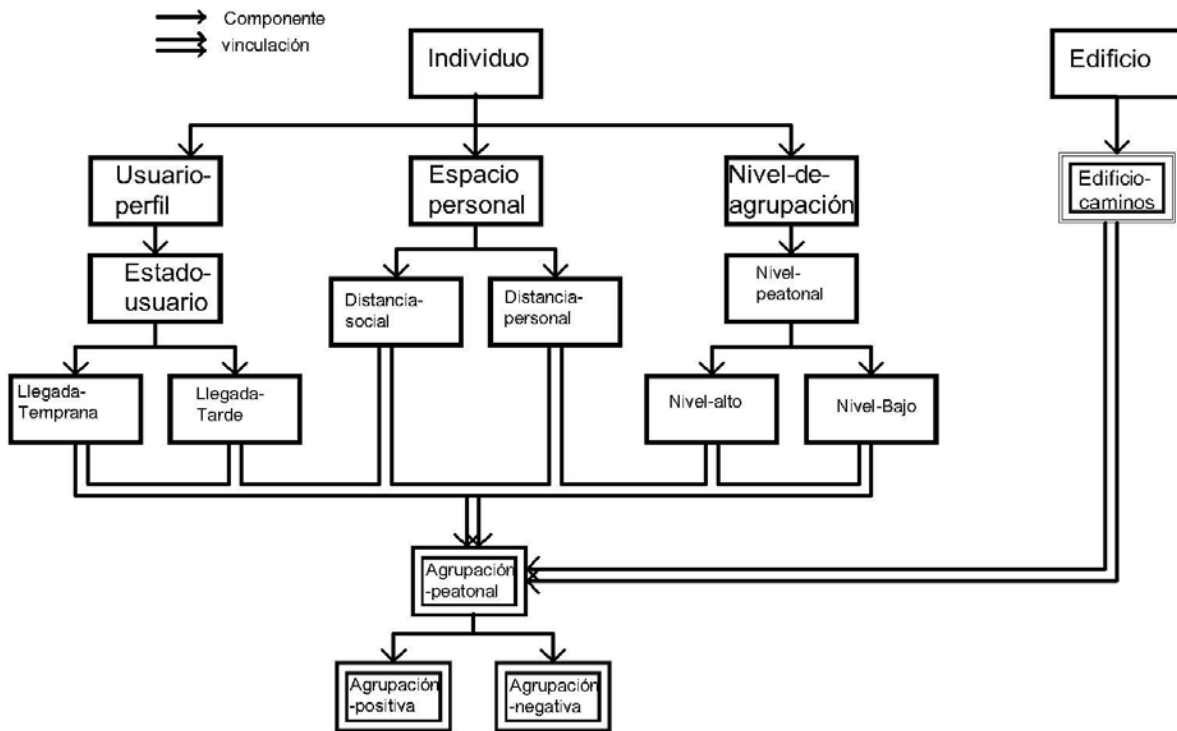 Componente
vinculación
Individuo
Edificio
Usuario-
perfil
Espacio
personal
Nivel-de-
agrupación
Edificio-
caminos
Estado-
usuario
Distancia-
social
Distancia-
personal
Nivel-
peatonal
Llegada-
Temprana
Llegada-
Tarde
Nivel-alto
Nivel-Bajo
Agrupación
-peatonal
Agrupación
-positiva
Agrupación
-negativa